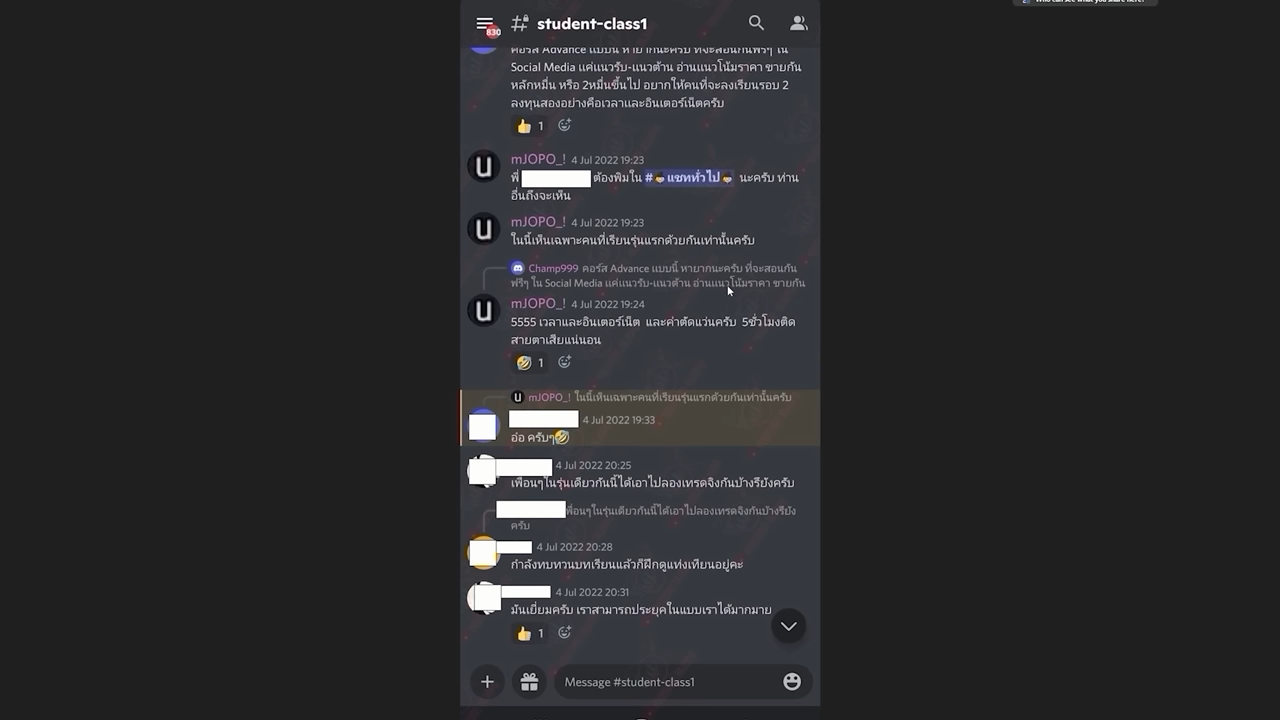 Who can see what you share here?
830
student-class1
คอร์ส Advance แบบนี้ หายากนะครับ ที่จะสอนกันฟรีๆ ใน
Social Media แค่แนวรับ-แนวต้าน อ่านแนวโน้มราคา ขายกัน
หลักหมื่น หรือ 2หมื่นขึ้นไป อยากให้คนที่จะลงเรียนรอบ 2
ลงทุนสองอย่างคือเวลาและอินเตอร์เน็ตครับ
1
mJOPO_! 4 Jul 2022 19:23
พี่ ต้องพิมใน # แชททั่วไป นะครับ ท่าน
อื่นถึงจะเห็น
mJOPO_! 4 Jul 2022 19:23
ในนี้เห็นเฉพาะคนที่เรียนรุ่นแรกด้วยกันเท่านั้นครับ
Champ999 คอร์ส Advance แบบนี้ หายากนะครับ ที่จะสอนกัน
ฟรีๆ ใน Social Media แค่แนวรับ-แนวต้าน อ่านแนวโน้มราคา ขายกัน
mJOPO_! 4 Jul 2022 19:24
5555 เวลาและอินเตอร์เน็ต และค่าตัดแว่นครับ 5ชั่วโมงติด
สายตาเสียแน่นอน
1
mJOPO_! ในนี้เห็นเฉพาะคนที่เรียนรุ่นแรกด้วยกันเท่านั้นครับ
4 Jul 2022 19:33
อ๋อ ครับๆ
4 Jul 2022 20:25
เพื่อนๆในรุ่นเดียวกันนี้ได้เอาไปลองเทรดจิงกันบ้างรึยังครับ
พื่อนๆในรุ่นเดียวกันนี้ได้เอาไปลองเทรดจิงกันบ้างรึยัง
ครับ
4 Jul 2022 20:28
กำลังทบทวนบทเรียนแล้วก็ฝึกดูแท่งเทียนอยู่คะ
4 Jul 2022 20:31
มันเยี่ยมครับ เราสามารถประยุคในแบบเราได้มากมาย
1
Message #student-class1